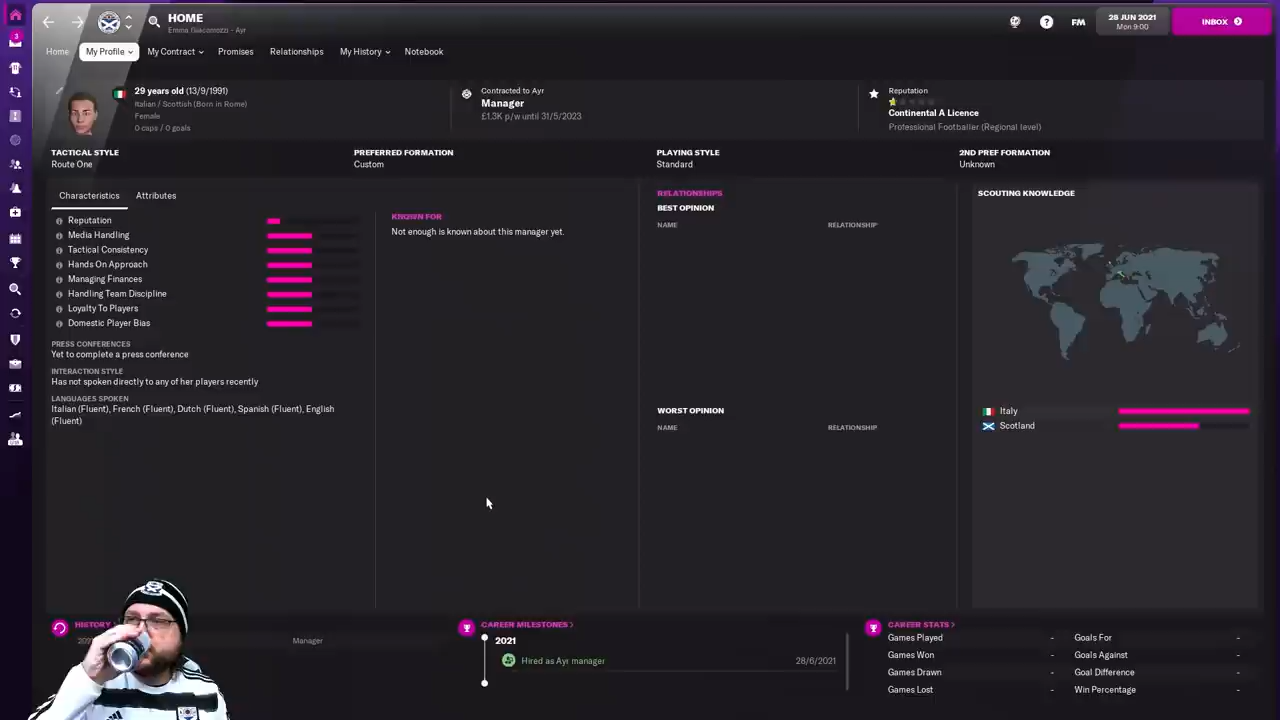 HOME
Emma Giacomozzi - Ayr
28 JUN 2021
Mon 9:00
INBOX
FM
3
Home
My Profile
My Contract
Promises
Relationships
My History
Notebook
29 years old (13/9/1991)
Italian / Scottish (Born in Rome)
Female
0 caps / 0 goals
Contracted to Ayr
Manager
£1.3K p/w until 31/5/2023
Reputation
Continental A Licence
Professional Footballer (Regional level)
TACTICAL STYLE
Route One
PREFERRED FORMATION
Custom
PLAYING STYLE
Standard
2ND PREF FORMATION
Unknown
Characteristics
Attributes
Reputation
Media Handling
Tactical Consistency
Hands On Approach
Managing Finances
Handling Team Discipline
Loyalty To Players
Domestic Player Bias
PRESS CONFERENCES
Yet to complete a press conference
INTERACTION STYLE
Has not spoken directly to any of her players recently
LANGUAGES SPOKEN
Italian (Fluent), French (Fluent), Dutch (Fluent), Spanish (Fluent), English
(Fluent)
KNOWN FOR
Not enough is known about this manager yet.
RELATIONSHIPS
BEST OPINION
NAME RELATIONSHIP
WORST OPINION
NAME RELATIONSHIP
SCOUTING KNOWLEDGE
Italy
Scotland
HISTORY
Manager
CAREER MILESTONES >
2021
Hired as Ayr manager 28/6/2021
CAREER STATS >
Games Played - Goals For -
Games Won - Goals Against -
Games Drawn - Goal Difference -
Games Lost - Win Percentage -